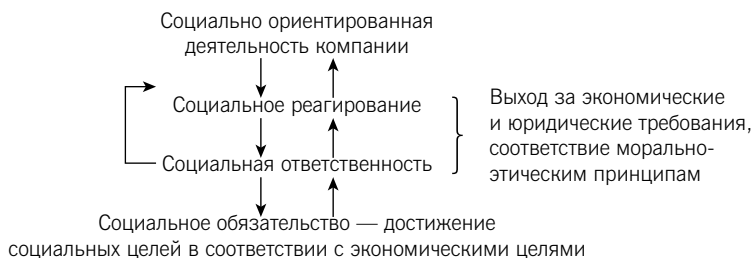 Социально ориентированная
деятельность компании
Социальное реагирование
Социальная ответственность
Выход за экономические
и юридические требования,
соответствие морально-
этическим принципам
Социальное обязательство — достижение
социальных целей в соответствии с экономическими целями